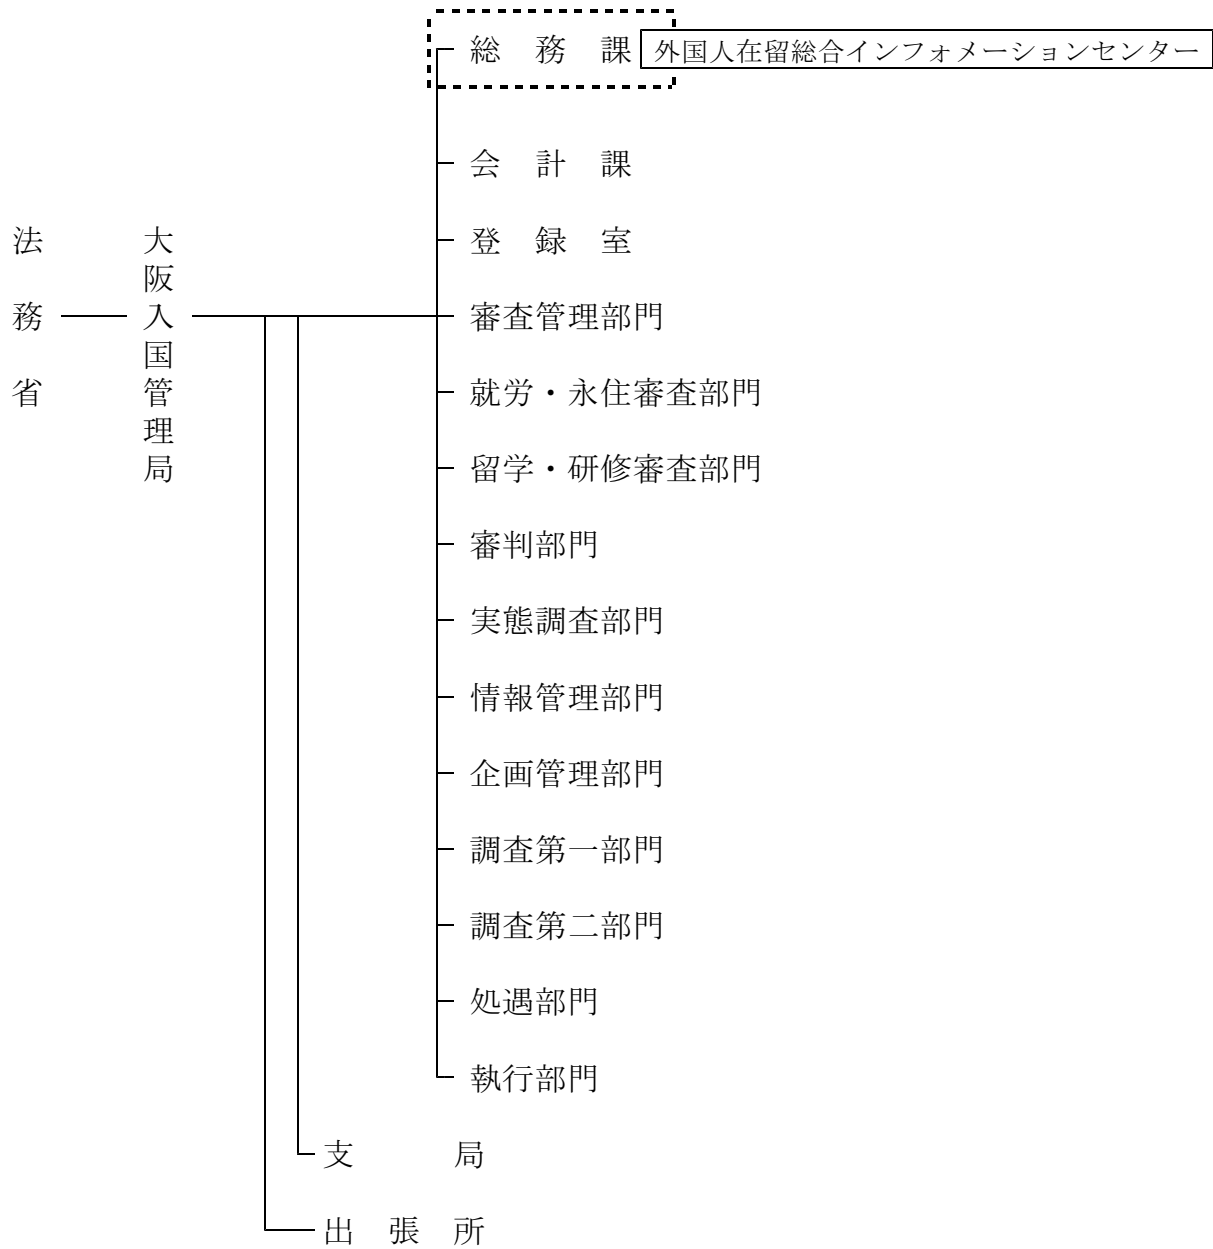 法務省
大阪入国管理局
総務課
外国人在留総合インフォメーションセンター
会計課
登録室
審査管理部門
就労・永住審査部門
留学・研修審査部門
審判部門
実態調査部門
情報管理部門
企画管理部門
調査第一部門
調査第二部門
処遇部門
執行部門
支局
出張所